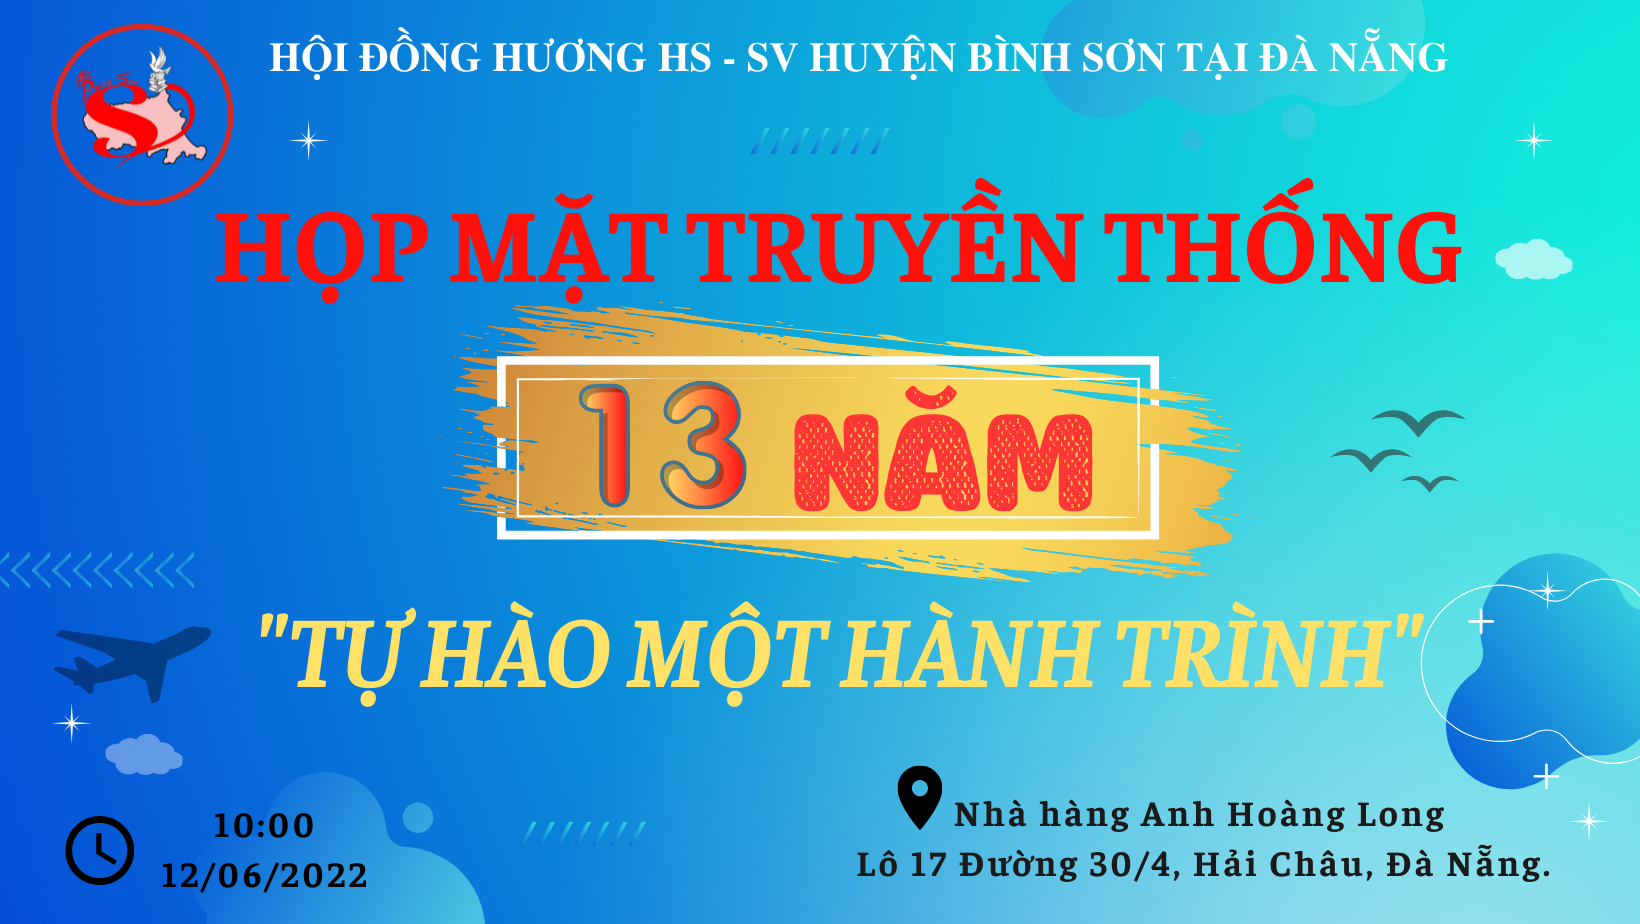 HỘI ĐỒNG HƯƠNG HS - SV HUYỆN BÌNH SƠN TẠI ĐÀ NẴNG
HỌP MẶT TRUYỀN THỐNG
13 NĂM
"TỰ HÀO MỘT HÀNH TRÌNH"
10:00
12/06/2022
Nhà hàng Anh Hoàng Long
Lô 17 Đường 30/4, Hải Châu, Đà Nẵng.